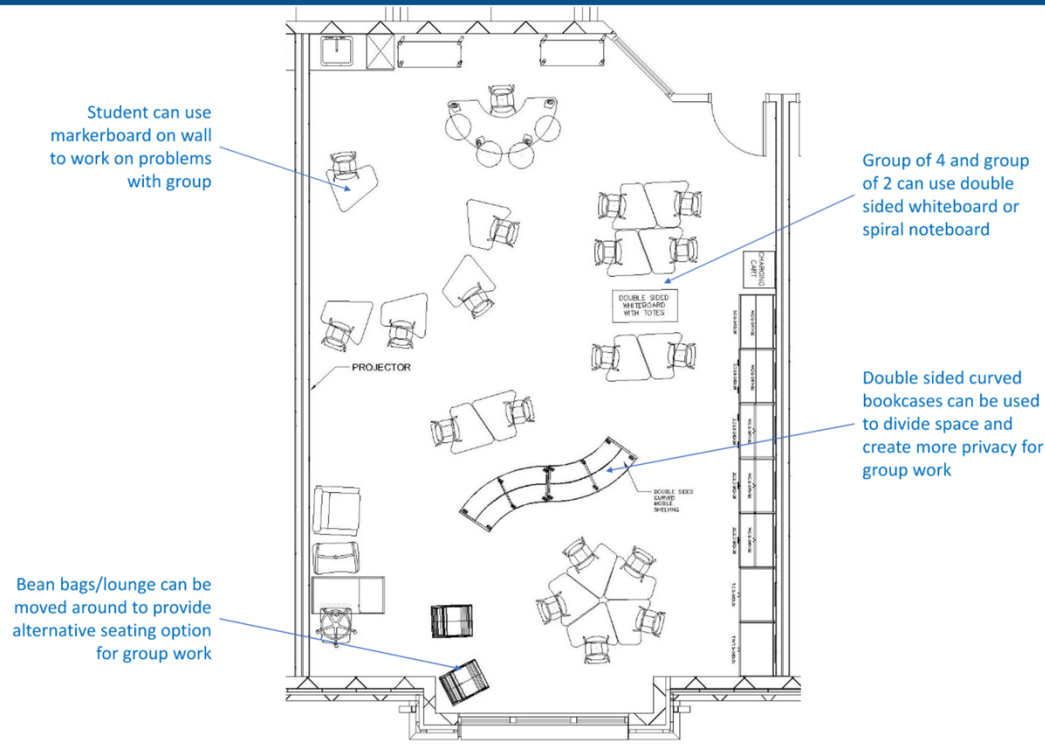 Student can use
markerboard on wall
to work on problems
with group
Group of 4 and group
of 2 can use double
sided whiteboard or
spiral noteboard
CHARGING
CART
DOUBLE SIDED
WHITEBOARD
WITH TOTES
PROJECTOR
Double sided curved
bookcases can be used
to divide space and
create more privacy for
group work
DOUBLE SIDED
CURVED
MOBILE
SHELVING
Bean bags/lounge can be
moved around to provide
alternative seating option
for group work